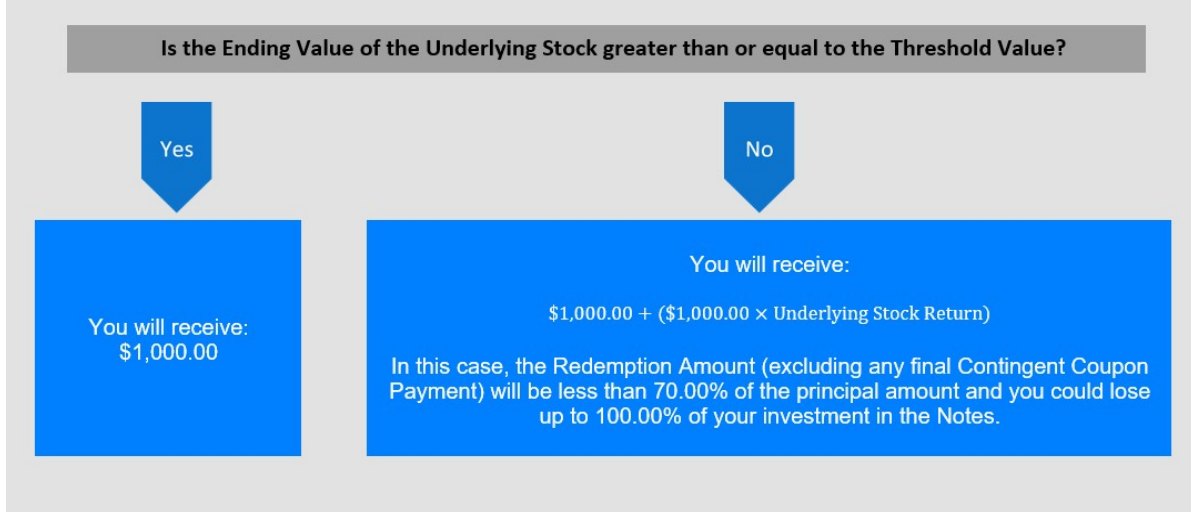 Is the Ending Value of the Underlying Stock greater than or equal to the Threshold Value?
Yes
No
You will receive:
$1,000.00
You will receive:
$1,000.00 + ($1,000.00 × Underlying Stock Return)
In this case, the Redemption Amount (excluding any final Contingent Coupon
Payment) will be less than 70.00% of the principal amount and you could lose
up to 100.00% of your investment in the Notes.